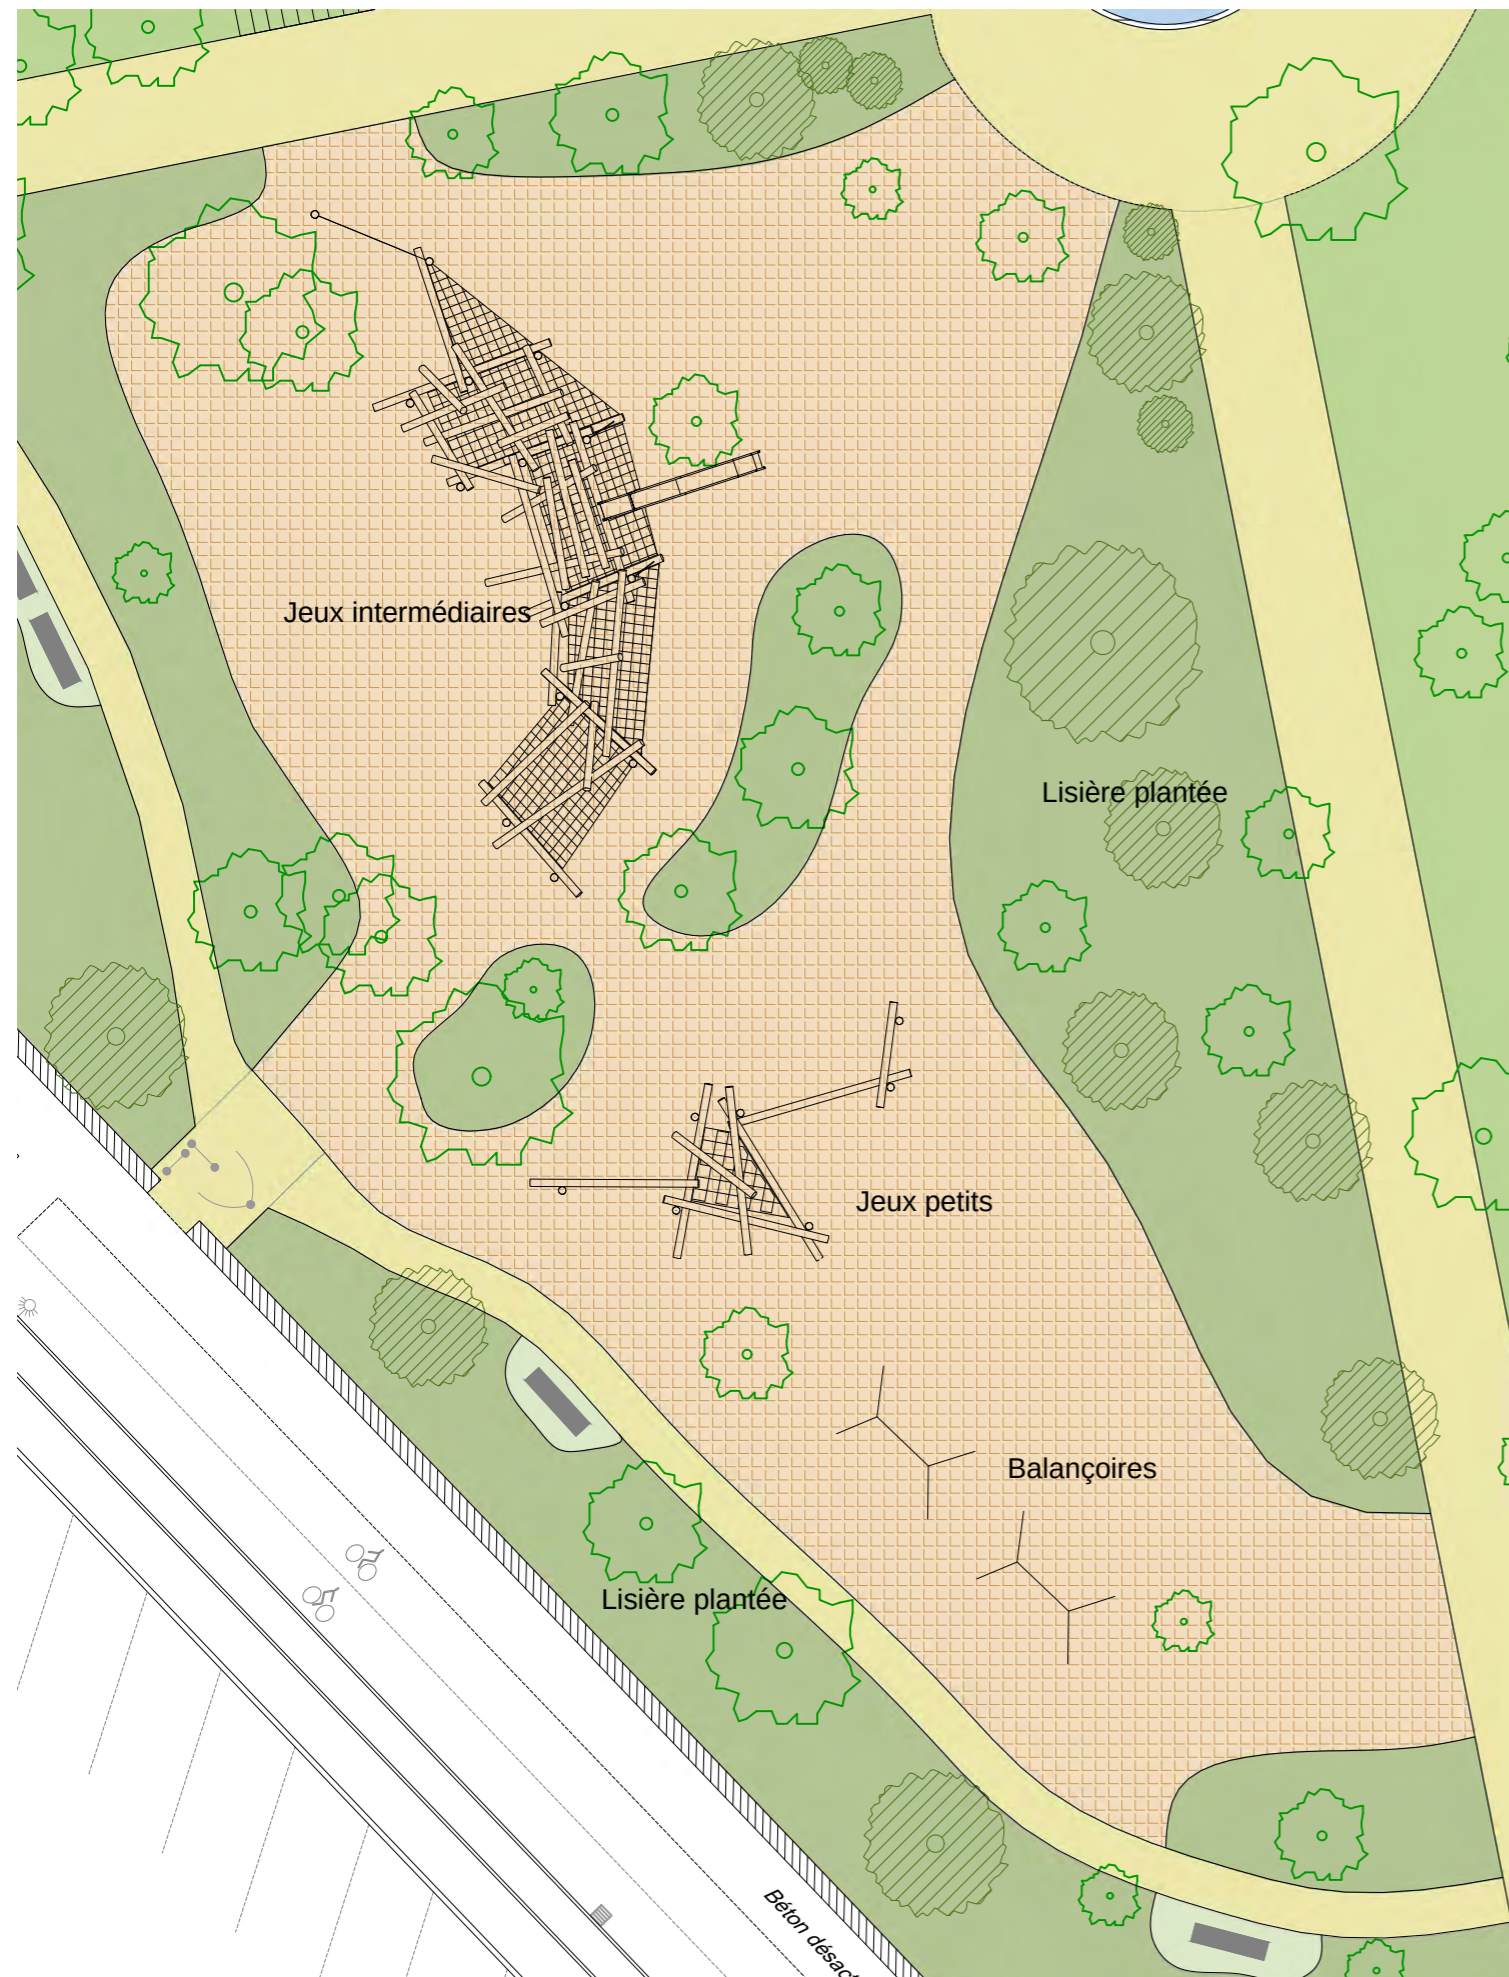 Jeux intermédiaires
Lisière plantée
Jeux petits
Balançoires
Lisière plantée
Béton désac